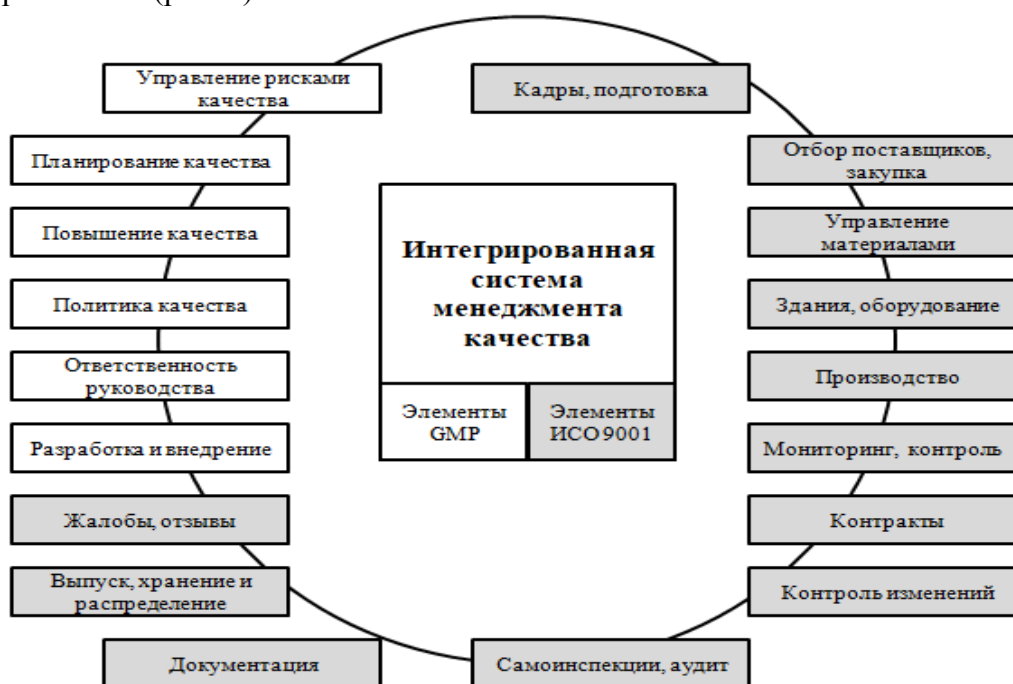 Управление рисками
качества
Кадры, подготовка
Планирование качества
Отбор поставщиков,
закупка
Повышение качества
Управление
материалами
Интегрированная
система
менеджмента
качества
Политика качества
Здания, оборудование
Ответственность
руководства
Производство
Элементы
GMP
Элементы
ИСО 9001
Разработка и внедрение
Мониторинг, контроль
Жалобы, отзывы
Контракты
Выпуск, хранение и
распределение
Контроль изменений
Документация
Самоинспекции, аудит